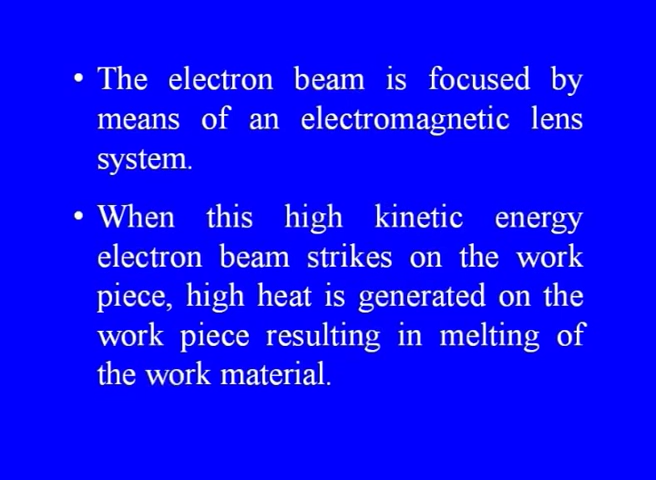 • The electron beam is focused by
means of an electromagnetic lens
system.
• When this high kinetic energy
electron beam strikes on the work
piece, high heat is generated on the
work piece resulting in melting of
the work material.